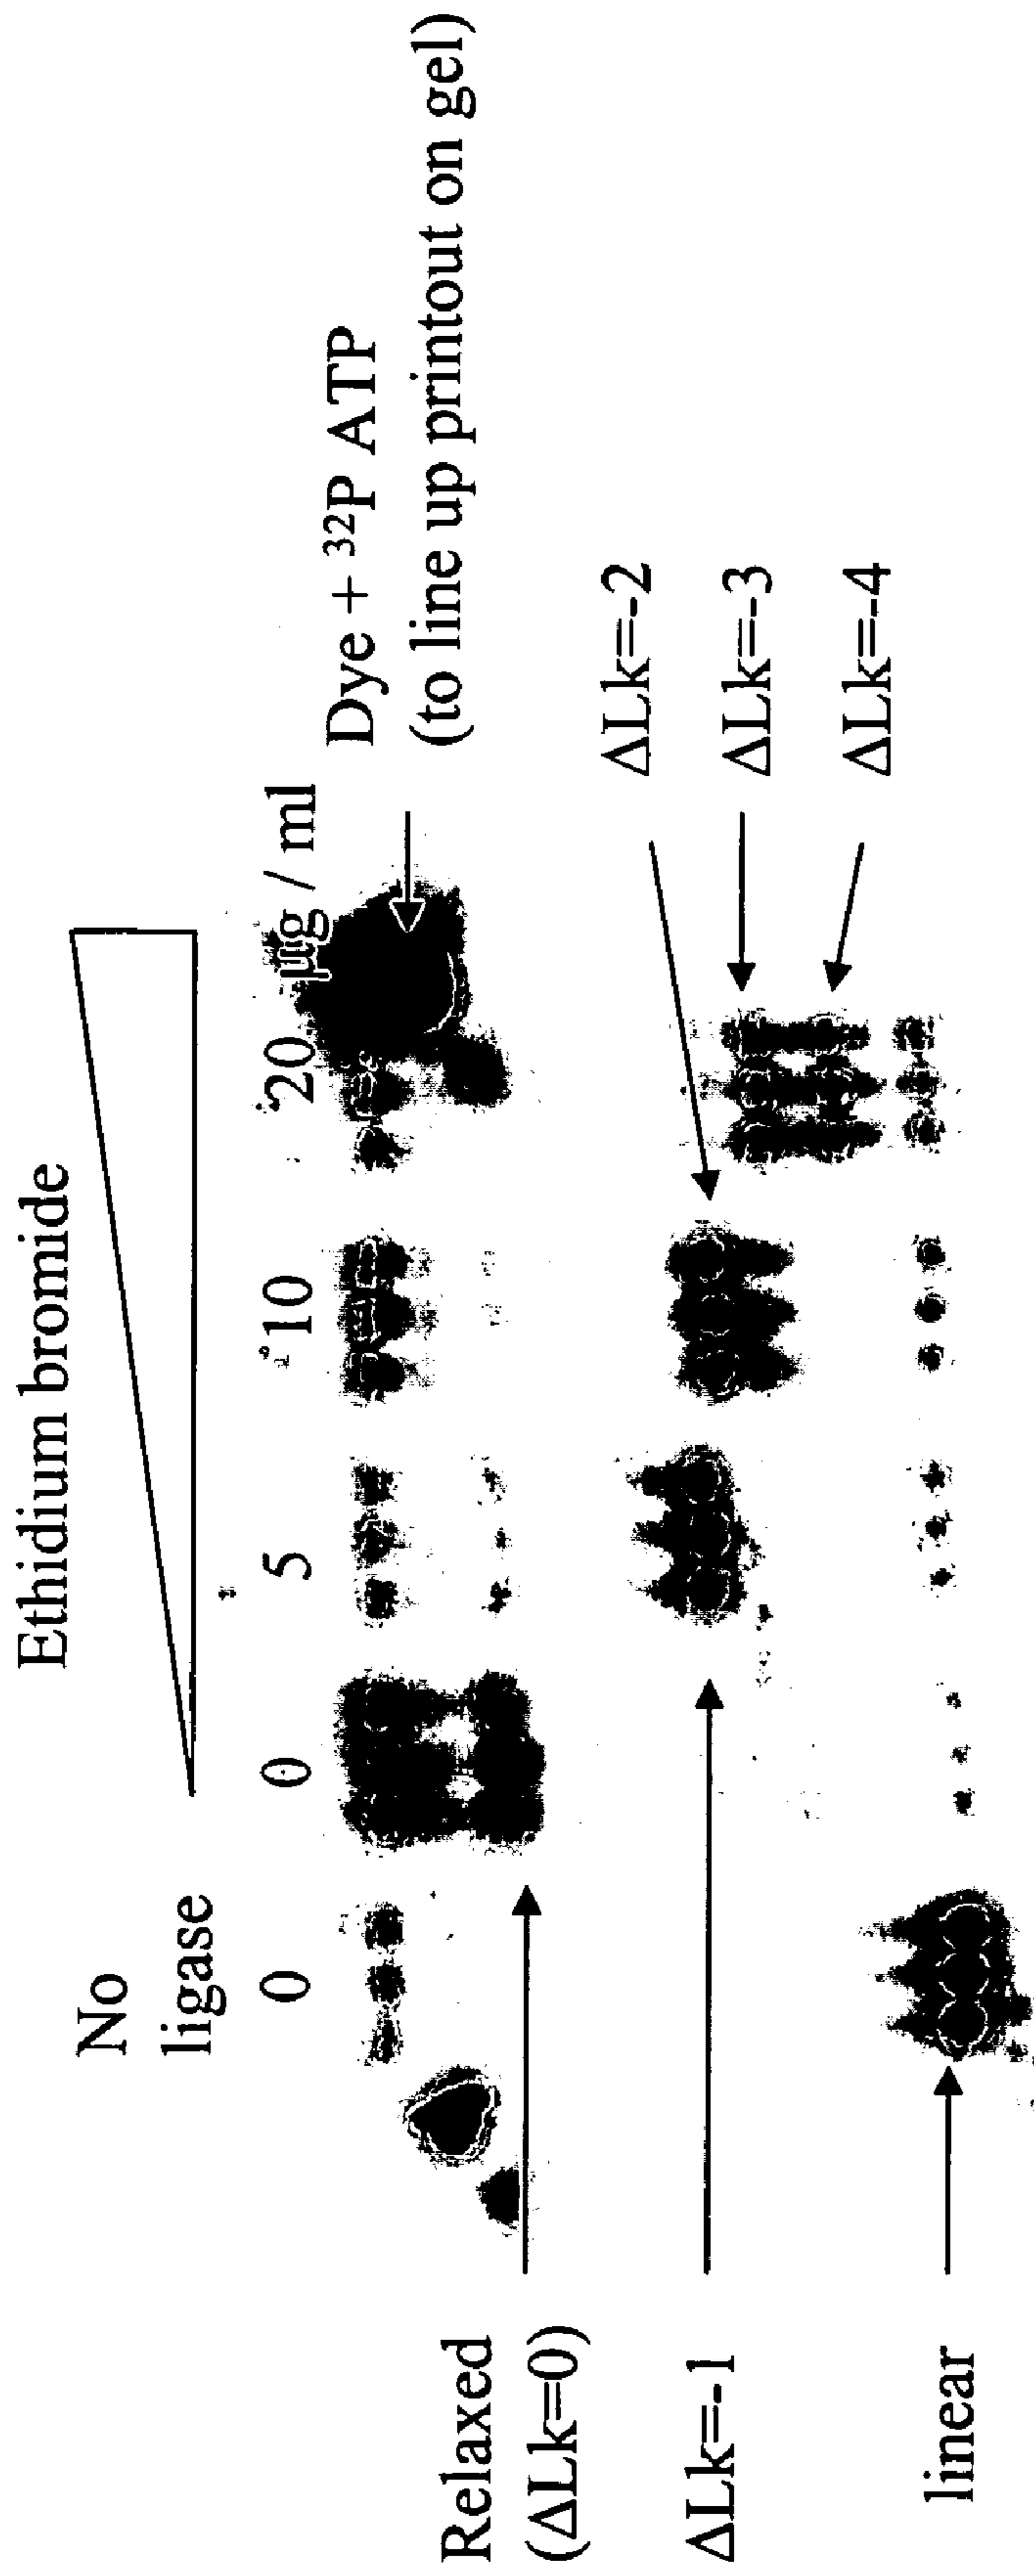 Ethidium bromide
No
ligase
0
0
5
10
20
µg / ml
Dye + ³²P ATP
(to line up printout on gel)
Relaxed
(ΔLk=0)
ΔLk=-1
linear
ΔLk=-2
ΔLk=-3
ΔLk=-4